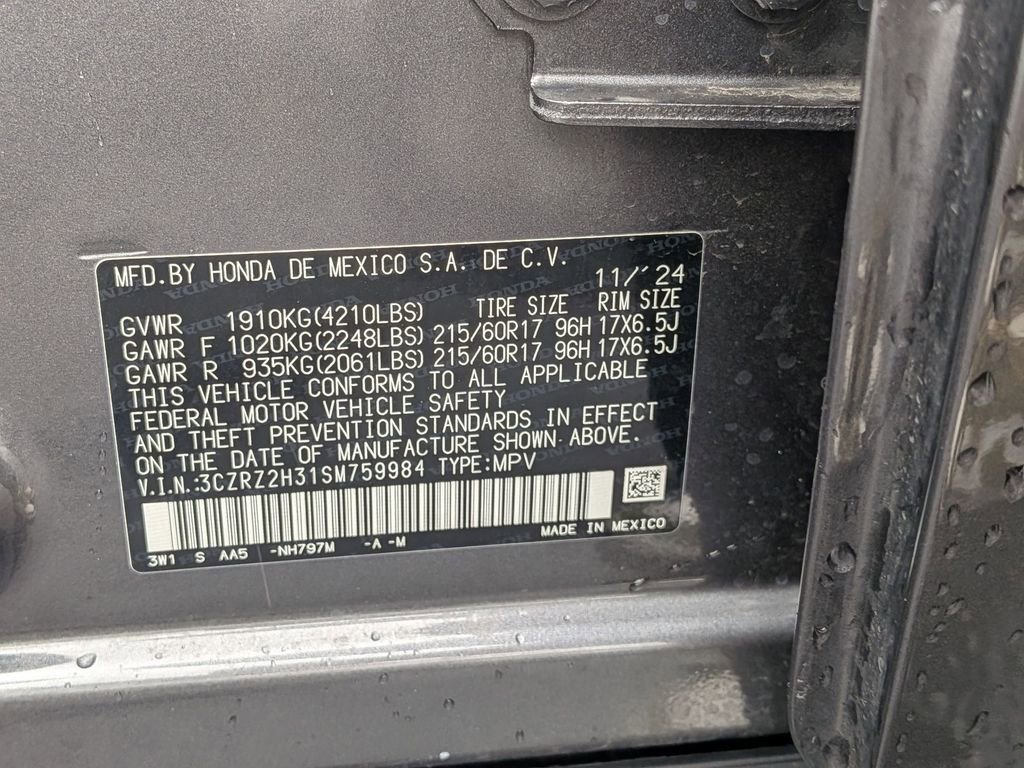 MFD.BY HONDA DE MEXICO S.A. DE C.V.
11/'24
TIRE SIZE RIM SIZE
GVWR 1910KG(4210LBS)
GAWR F 1020KG(2248LBS) 215/60R17 96H 17X6.5J
GAWR R 935KG(2061LBS) 215/60R17 96H 17X6.5J
THIS VEHICLE CONFORMS TO ALL APPLICABLE
FEDERAL MOTOR VEHICLE SAFETY
AND THEFT PREVENTION STANDARDS IN EFFECT
ON THE DATE OF MANUFACTURE SHOWN ABOVE.
V.I.N.:3CZRZ2H31SM759984 TYPE:MPV
3W1 S AA5 -NH797M -A -M MADE IN MEXICO